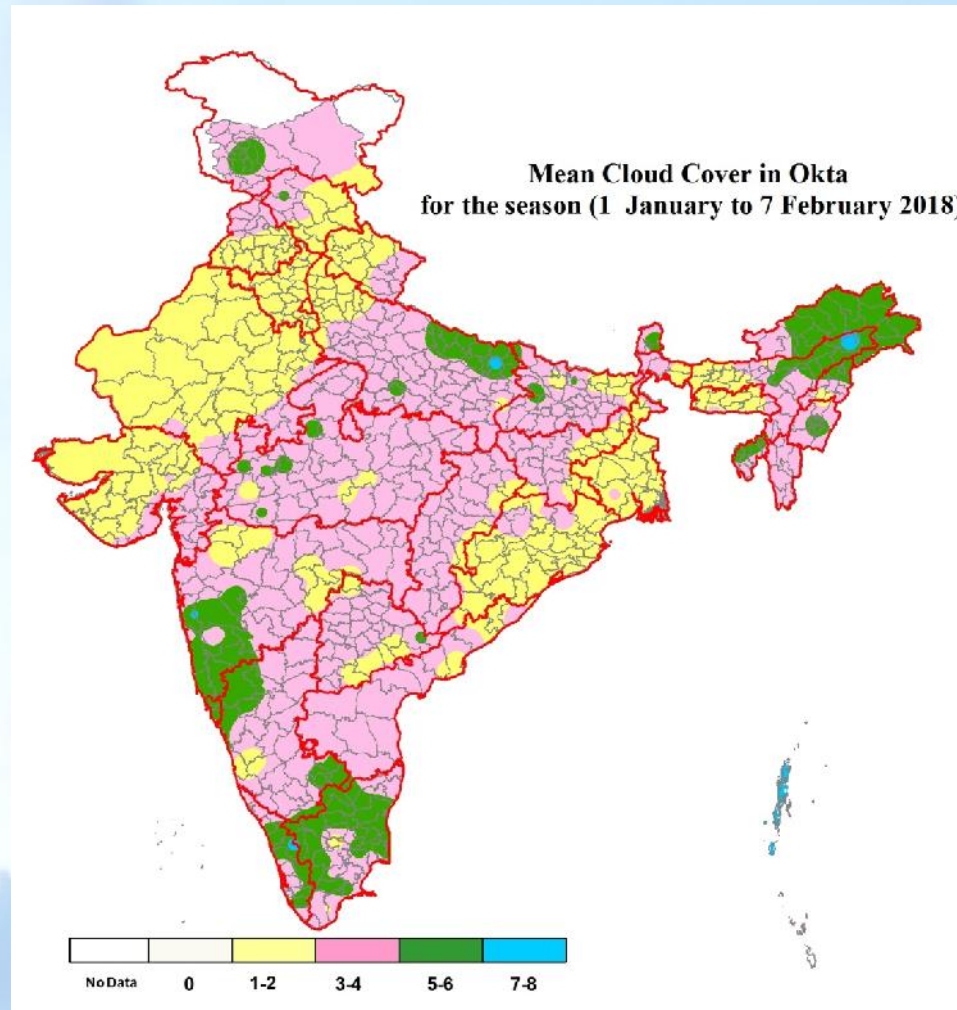 Mean Cloud Cover in Okta
for the season (1 January to 7 February 2018)
No Data 0 1-2 3-4 5-6 7-8